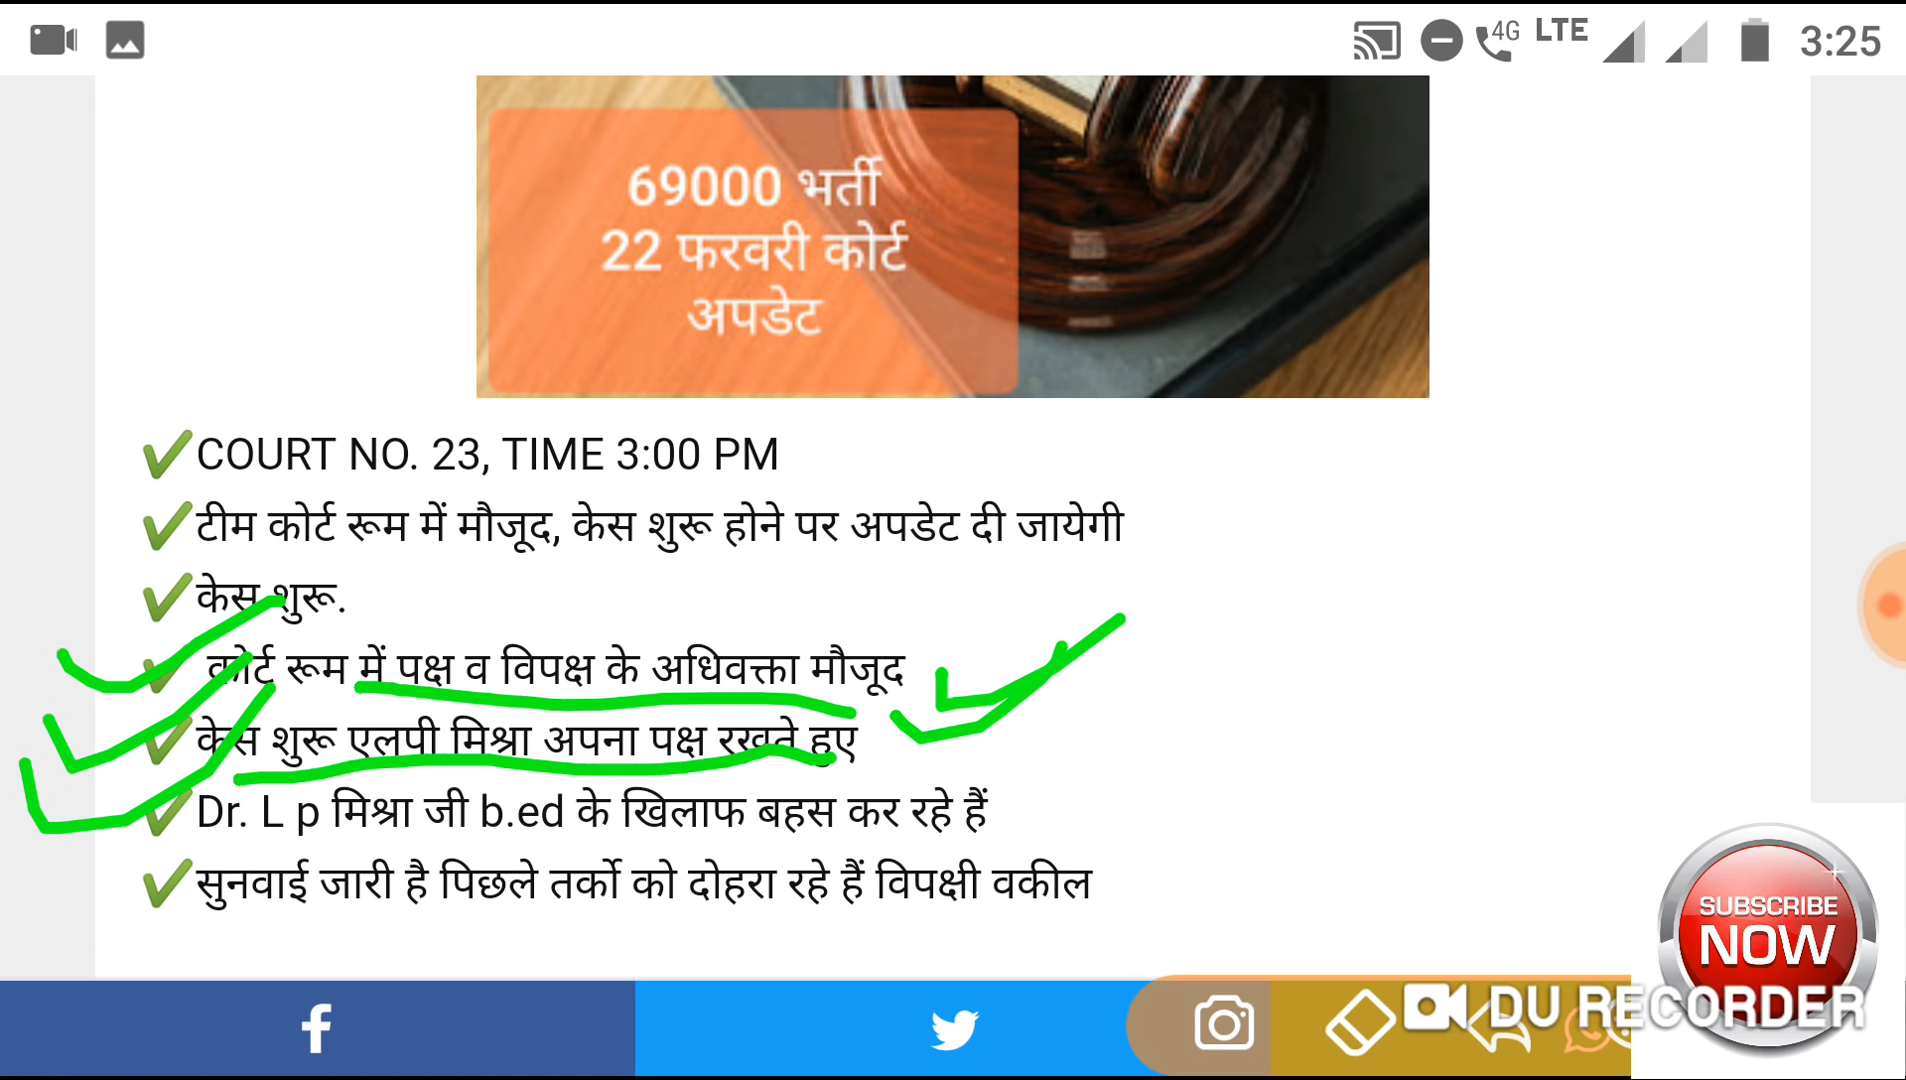 4G LTE 3:25
69000 भर्ती
22 फरवरी कोर्ट
अपडेट
✔COURT NO. 23, TIME 3:00 PM
✔टीम कोर्ट रूम में मौजूद, केस शुरू होने पर अपडेट दी जायेगी
✔केस शुरू.
✔ कोर्ट रूम में पक्ष व विपक्ष के अधिवक्ता मौजूद
✔केस शुरू एलपी मिश्रा अपना पक्ष रखते हुए
✔Dr. L p मिश्रा जी b.ed के खिलाफ बहस कर रहे हैं
✔सुनवाई जारी है पिछले तर्को को दोहरा रहे हैं विपक्षी वकील
SUBSCRIBE
NOW
DU RECORDER